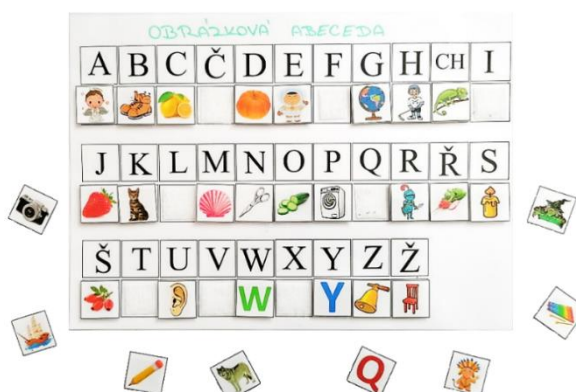 OBRÁZKOVÁ ABECEDA
A B C Č D E F G H CH I
J K L M N O P Q R Ř S
Š T U V W X Y Z Ž
W Y
Q